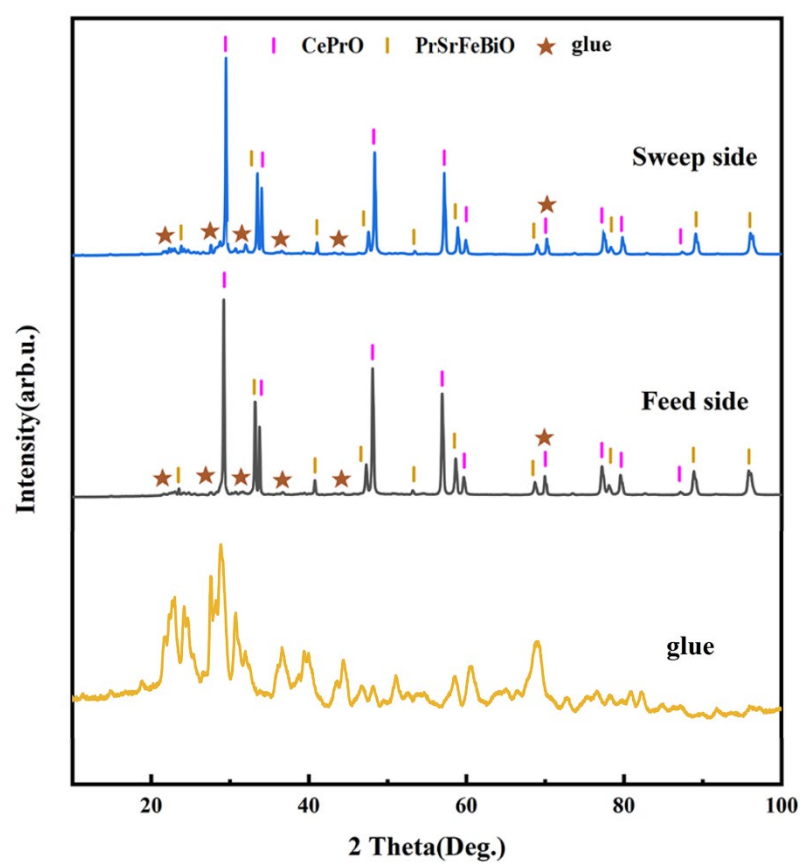 CePrO PrSrFeBiO glue
Sweep side
Feed side
glue
Intensity(arb.u.)
20 40 60 80 100
2 Theta(Deg.)